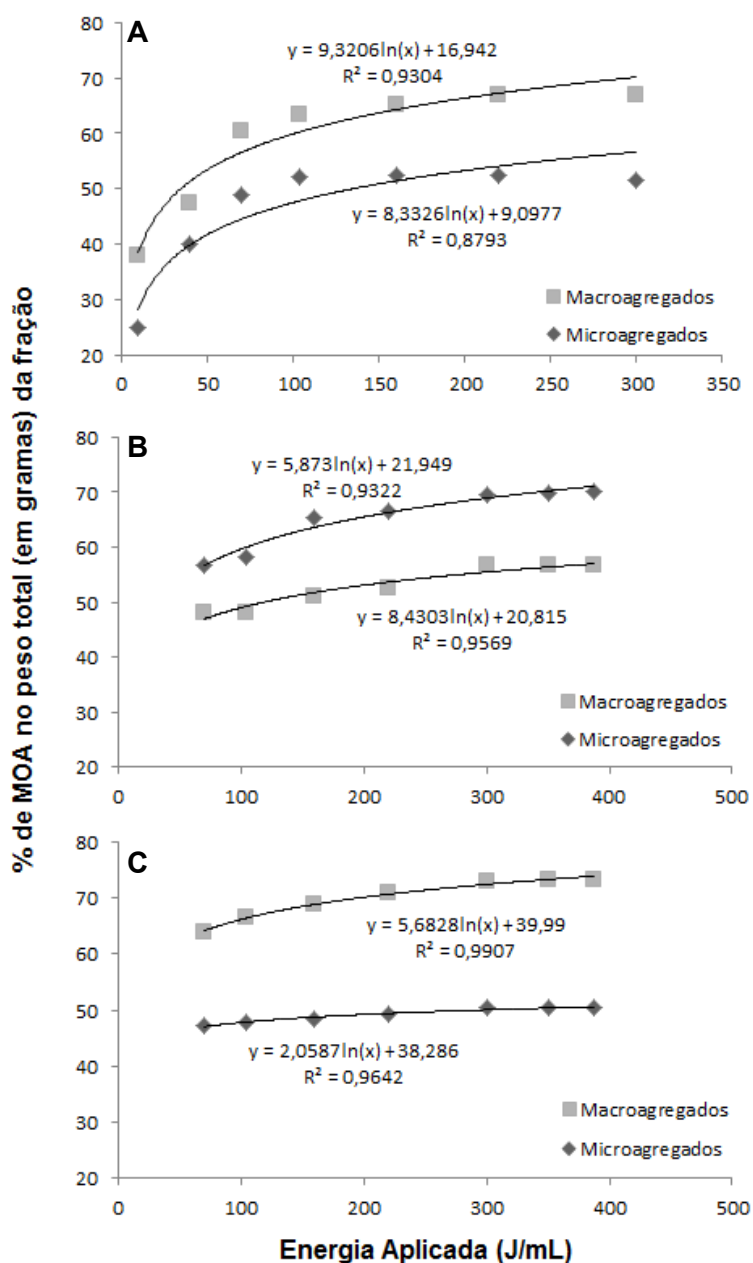 % de MOA no peso total (em gramas) da fração
A
80
70
60
50
40
30
20
y = 9,3206ln(x) + 16,942
R² = 0,9304
y = 8,3326ln(x) + 9,0977
R² = 0,8793
Macroagregados
Microagregados
0 50 100 150 200 250 300 350
B
80
70
60
50
40
30
20
y = 5,873ln(x) + 21,949
R² = 0,9322
y = 8,4303ln(x) + 20,815
R² = 0,9569
Macroagregados
Microagregados
0 100 200 300 400 500
C
80
70
60
50
40
30
20
y = 5,6828ln(x) + 39,99
R² = 0,9907
y = 2,0587ln(x) + 38,286
R² = 0,9642
Macroagregados
Microagregados
0 100 200 300 400 500
Energia Aplicada (J/mL)